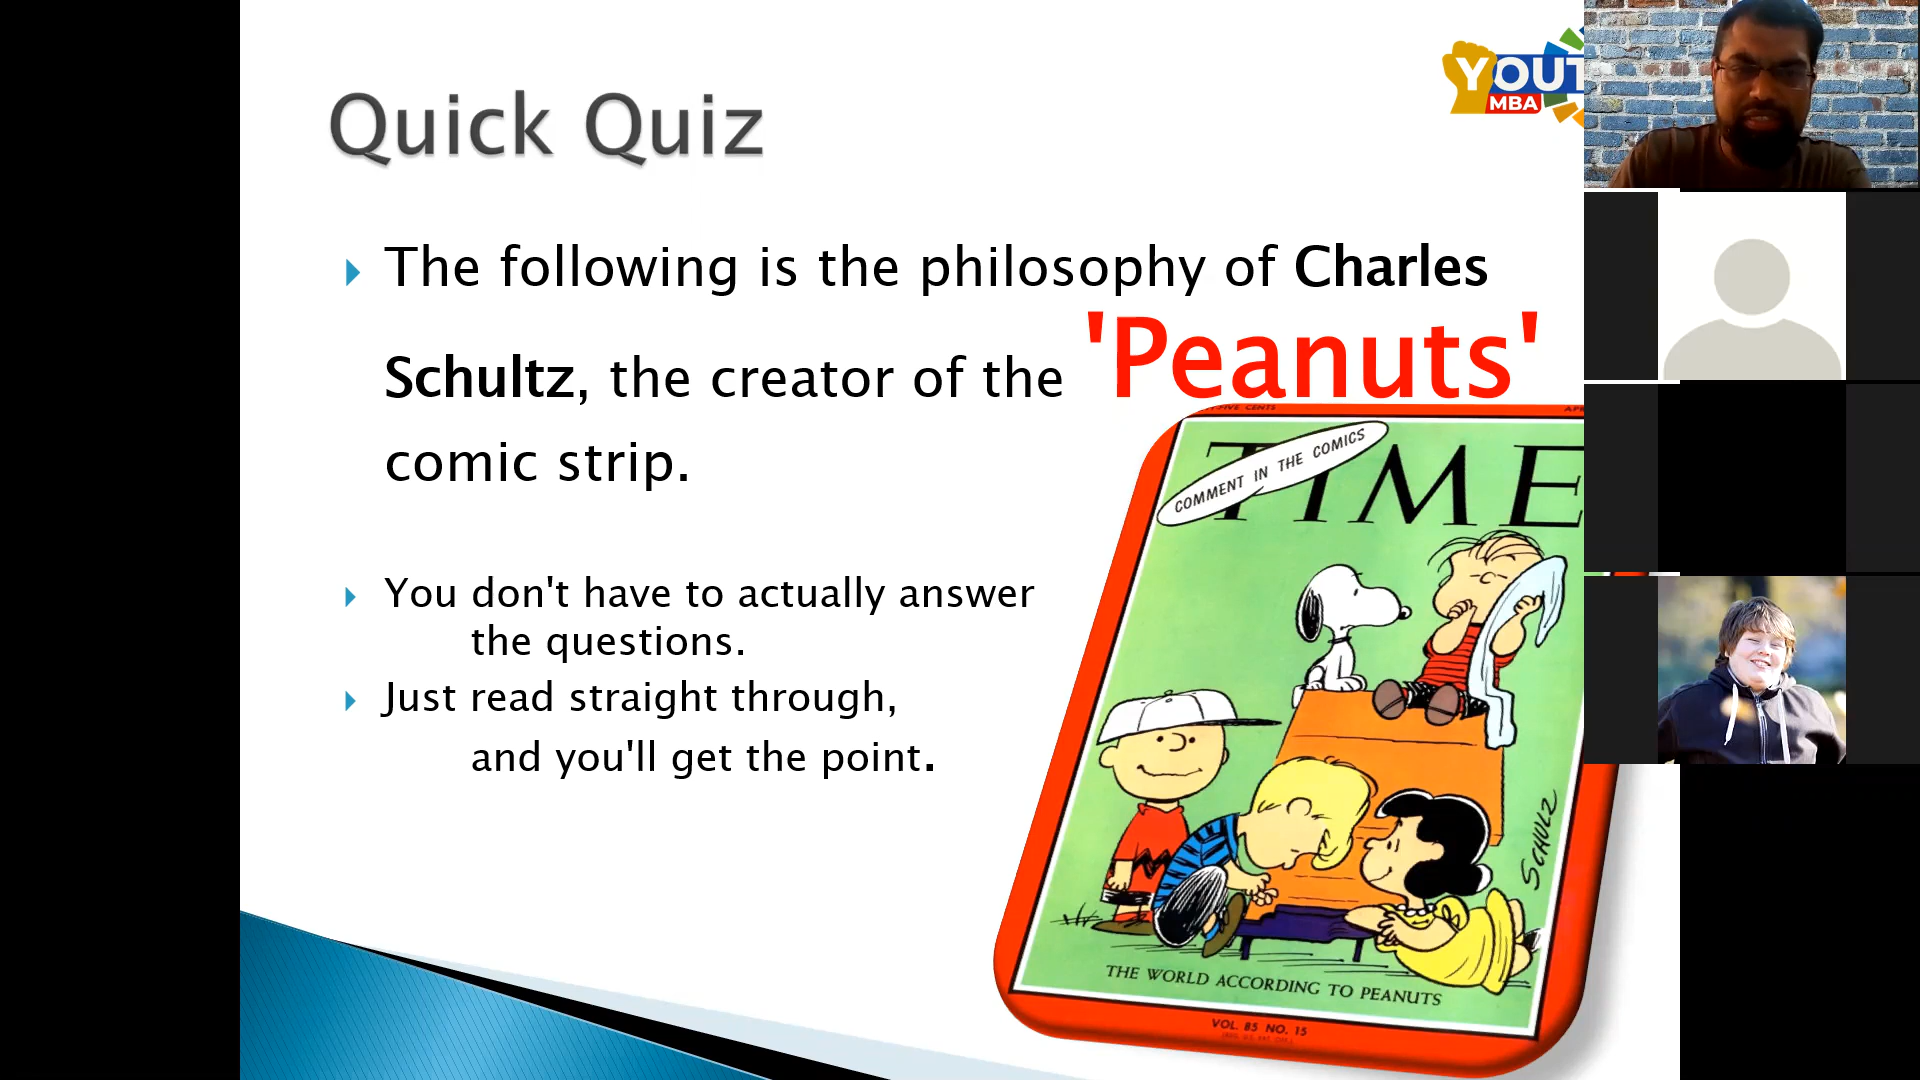 Quick Quiz
YOUT
MBA
The following is the philosophy of Charles
Schultz, the creator of the 'Peanuts'
comic strip.
You don't have to actually answer
the questions.
Just read straight through,
and you'll get the point.
CENTS
TIME
COMMENT IN THE COMICS
SCHULZ
THE WORLD ACCORDING TO PEANUTS
VOL. 85 NO. 15